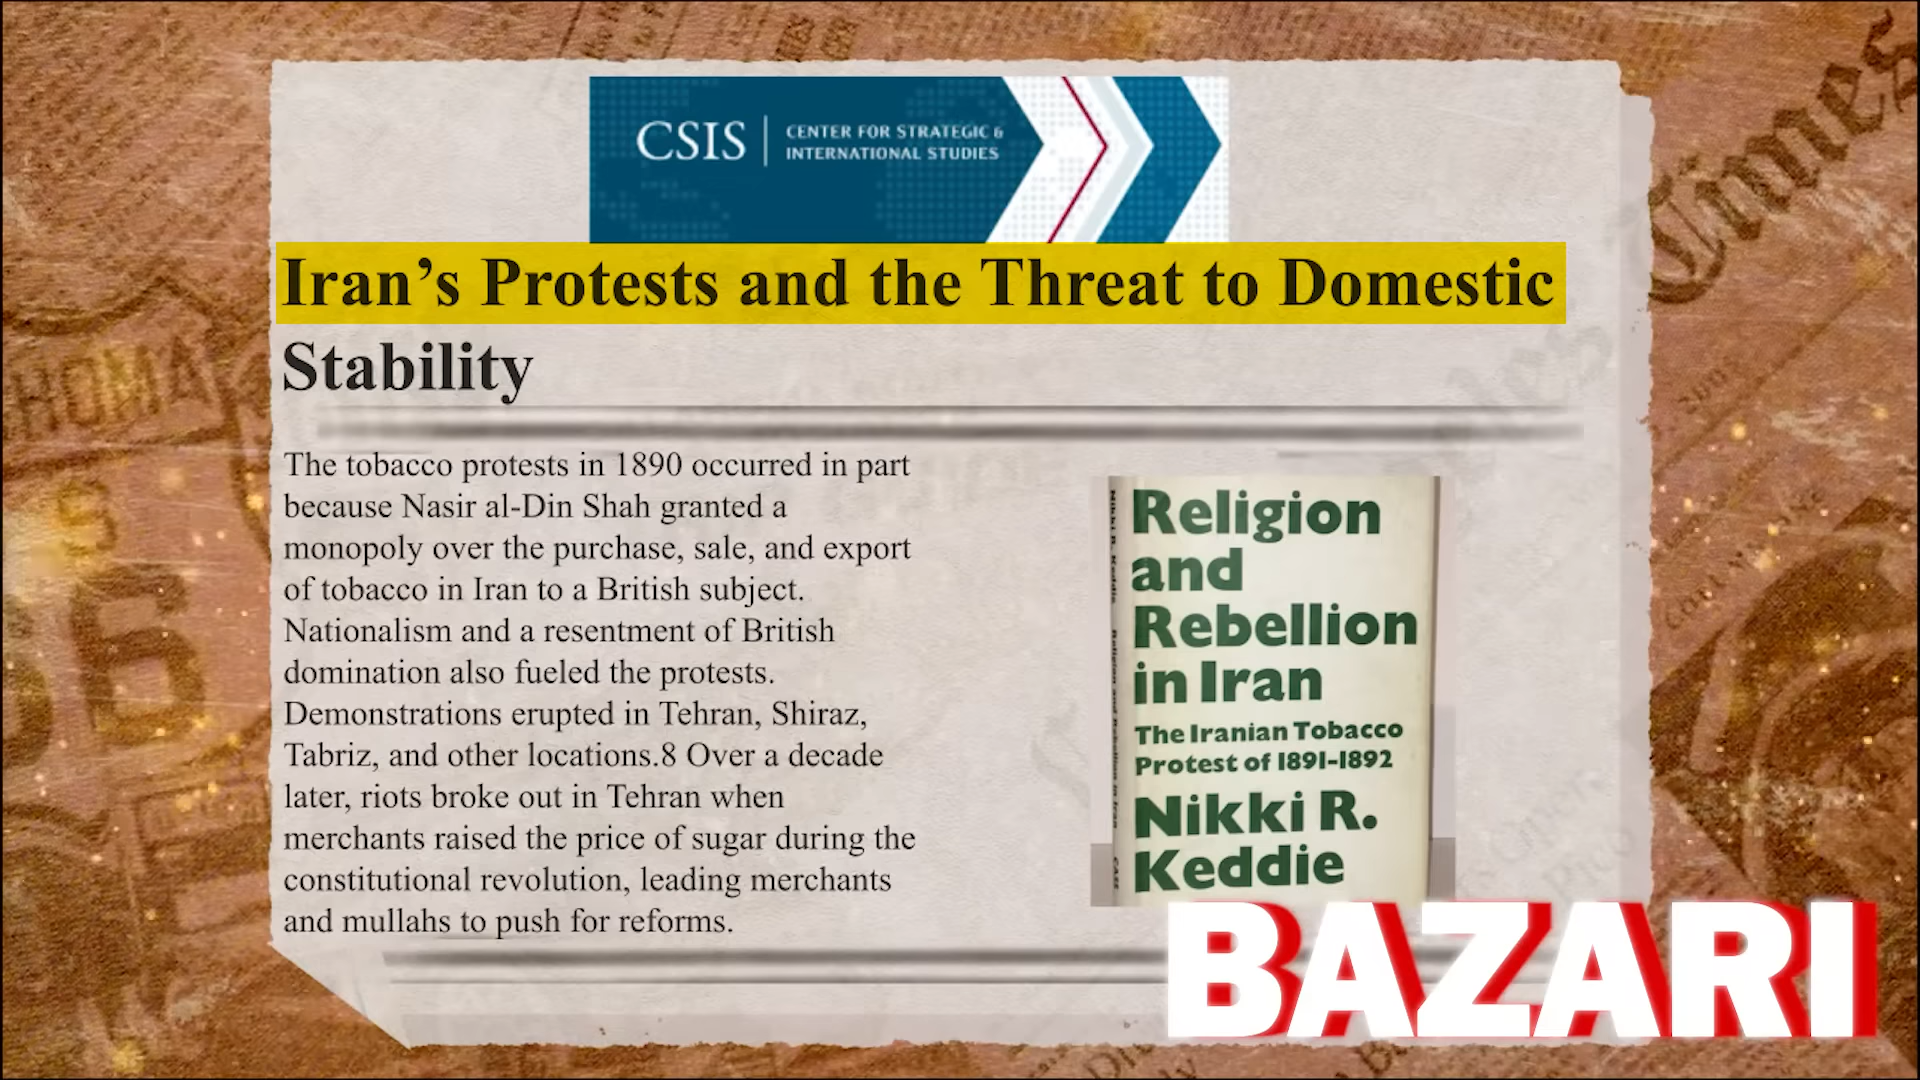 CSIS
CENTER FOR STRATEGIC &
INTERNATIONAL STUDIES
Iran’s Protests and the Threat to Domestic
Stability
The tobacco protests in 1890 occurred in part
because Nasir al-Din Shah granted a
monopoly over the purchase, sale, and export
of tobacco in Iran to a British subject.
Nationalism and a resentment of British
domination also fueled the protests.
Demonstrations erupted in Tehran, Shiraz,
Tabriz, and other locations.8 Over a decade
later, riots broke out in Tehran when
merchants raised the price of sugar during the
constitutional revolution, leading merchants
and mullahs to push for reforms.
Religion
and
Rebellion
in Iran
The Iranian Tobacco
Protest of 1891-1892
Nikki R.
Keddie
BAZARI
Times